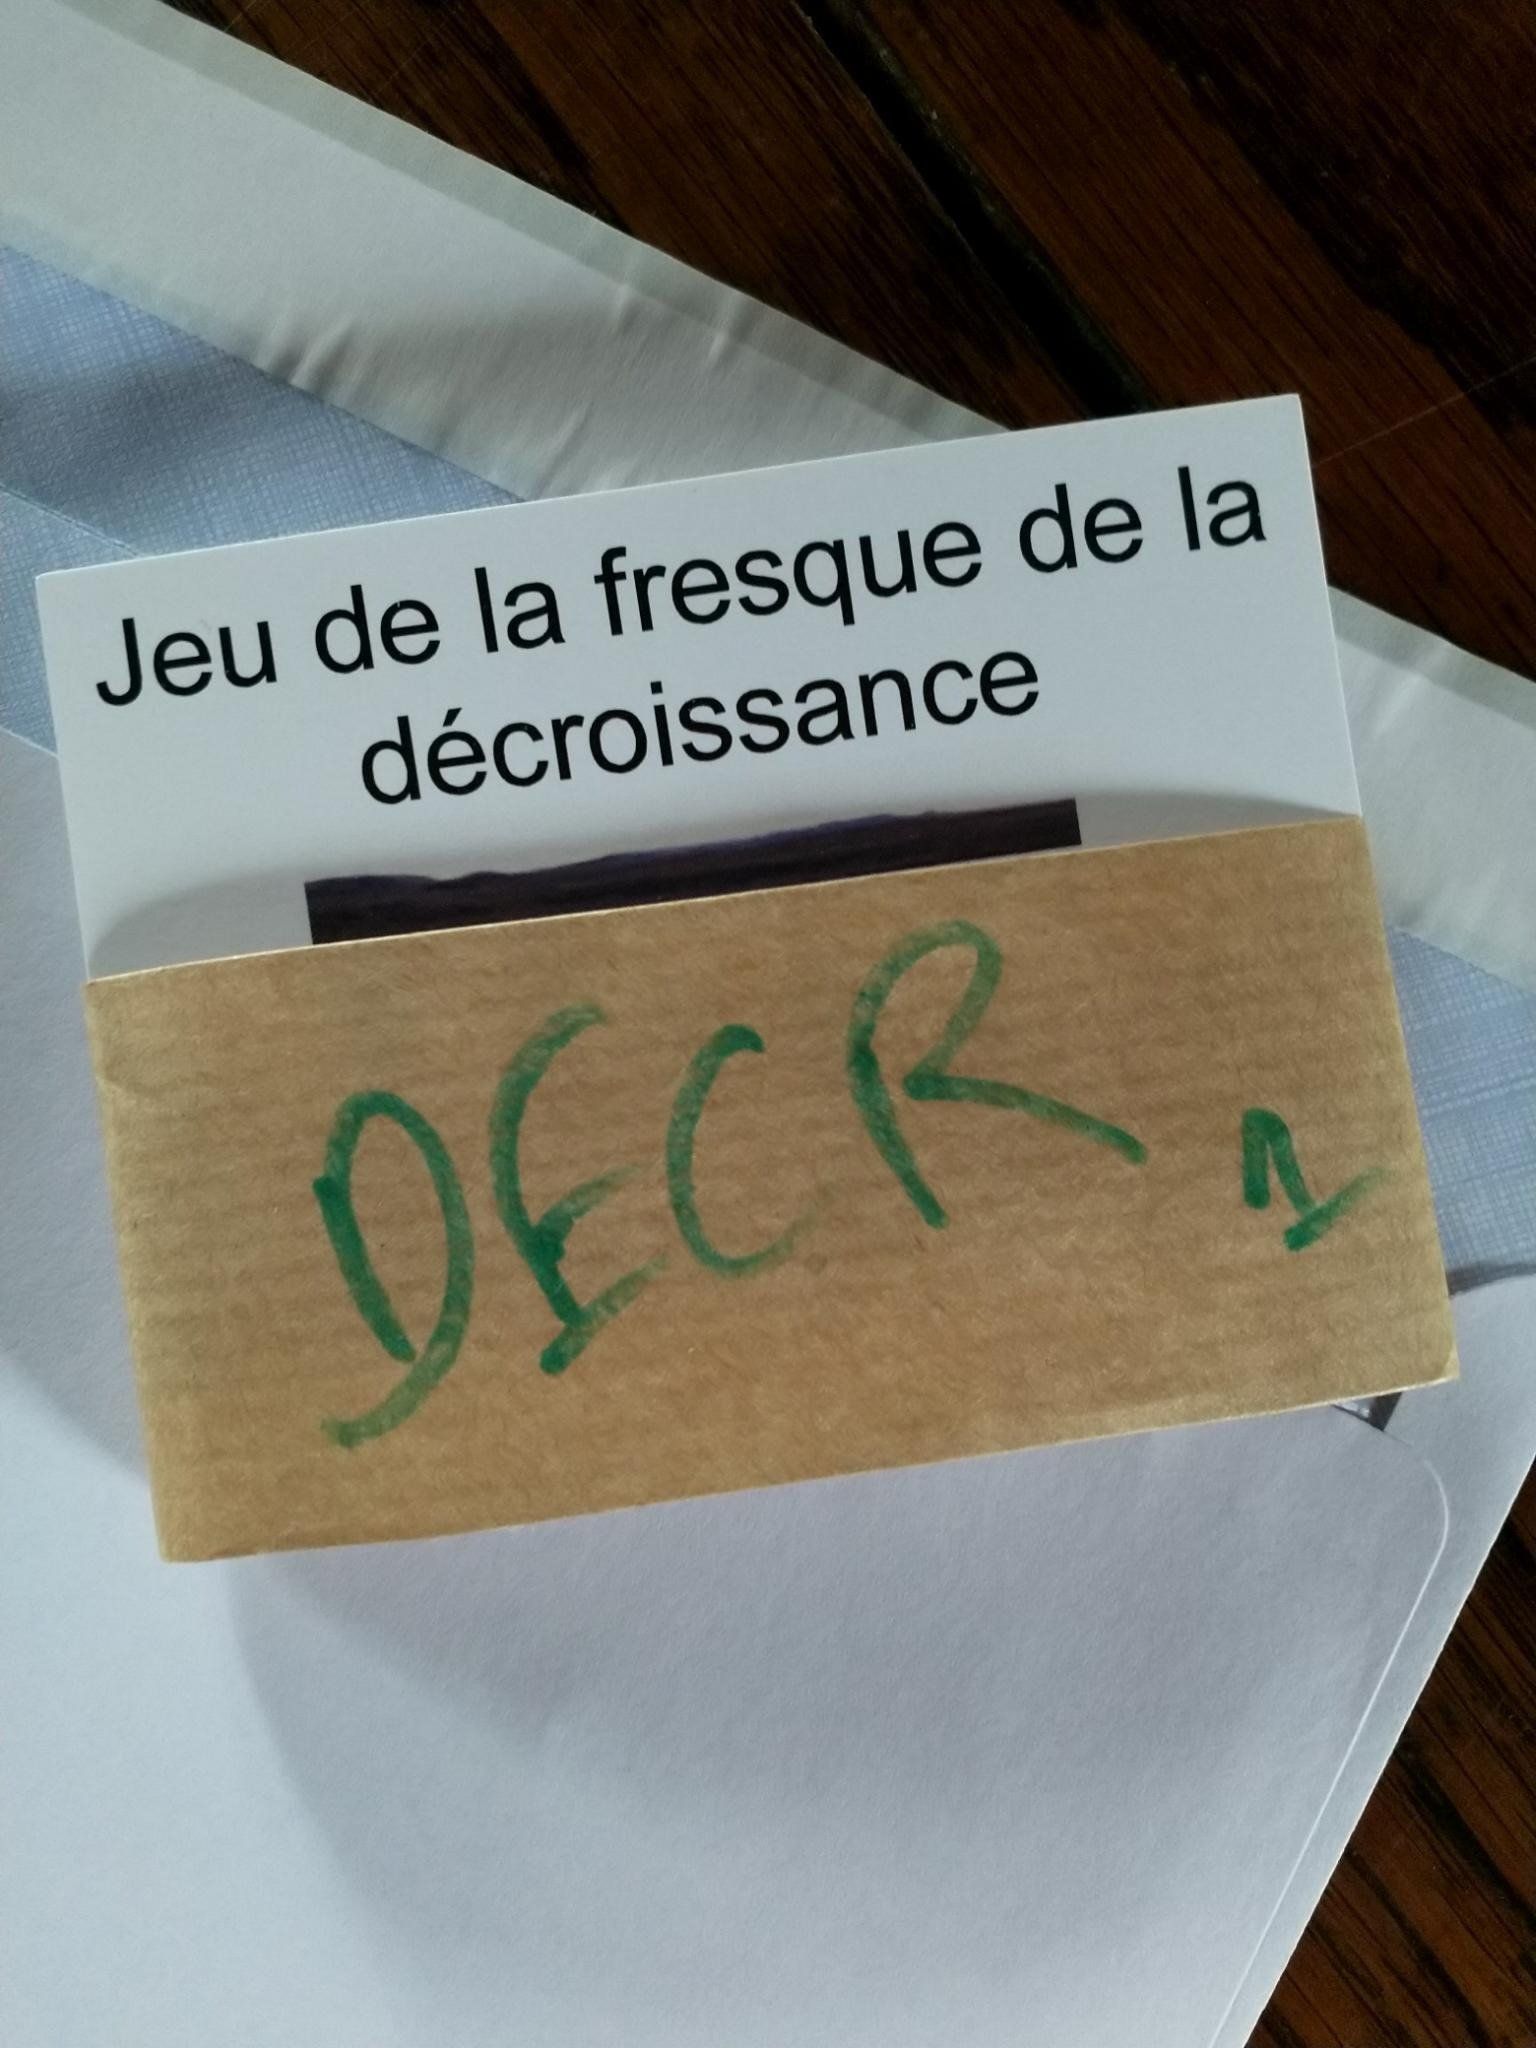 Jeu de la fresque de la
décroissance
DECR 1